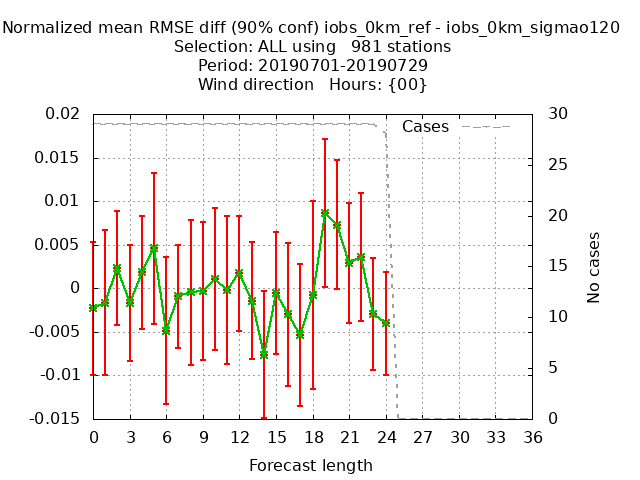 Normalized mean RMSE diff (90% conf) iobs_0km_ref - iobs_0km_sigmao120
Selection: ALL using   981 stations
Period: 20190701-20190729
Wind direction   Hours: {00}
Cases
0.02
0.015
0.01
0.005
0
-0.005
-0.01
-0.015
30
25
20
15
10
5
0
No cases
0 3 6 9 12 15 18 21 24 27 30 33 36
Forecast length